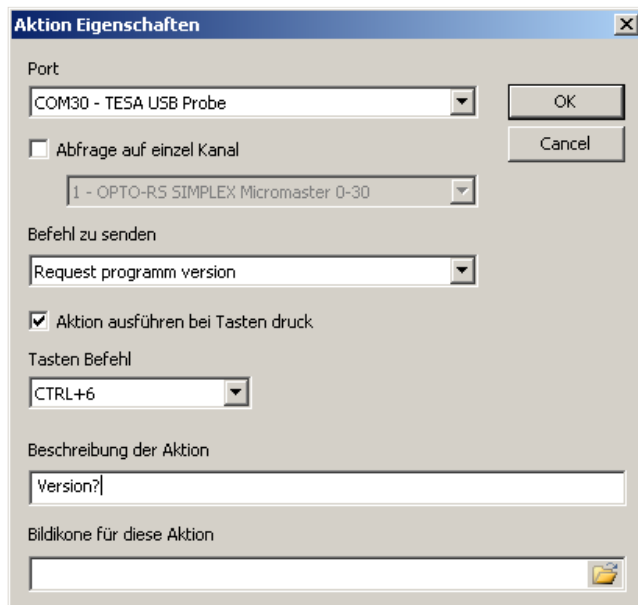 Aktion Eigenschaften
Port
COM30 - TESA USB Probe
OK
Abfrage auf einzel Kanal
Cancel
1 - OPTO-RS SIMPLEX Micromaster 0-30
Befehl zu senden
Request programm version
Aktion ausführen bei Tasten druck
Tasten Befehl
CTRL+6
Beschreibung der Aktion
Version?
Bildikone für diese Aktion